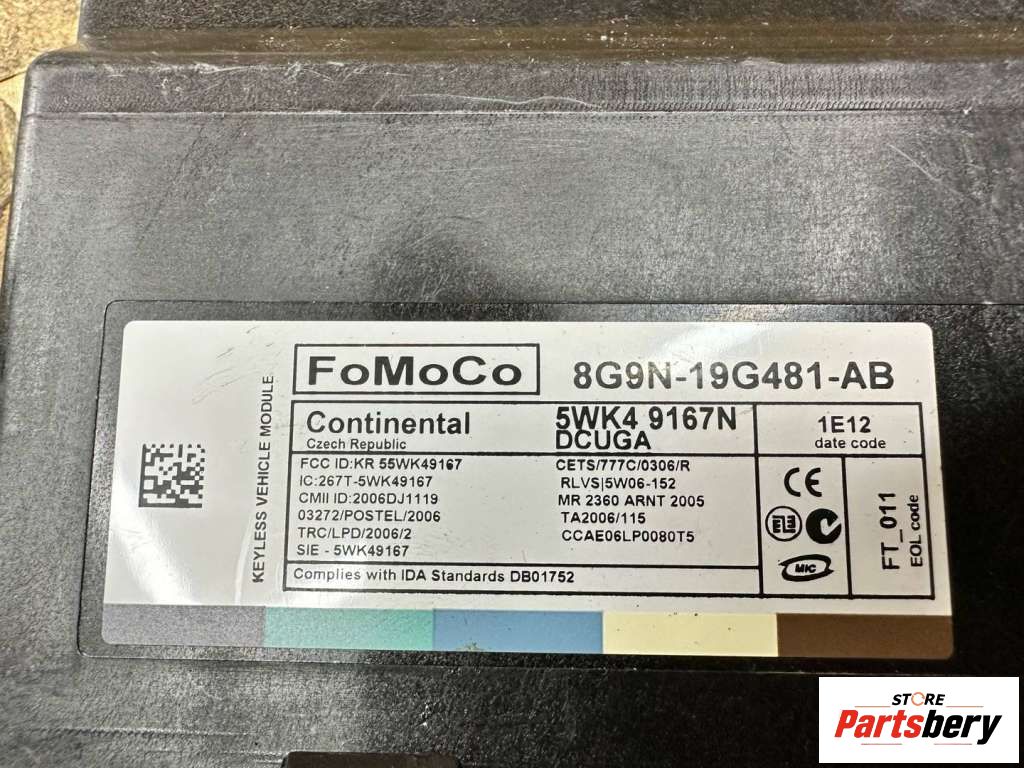 FoMoCo
8G9N-19G481-AB
KEYLESS VEHICLE MODULE
Continental
Czech Republic
5WK4 9167N
DCUGA
1E12
date code
FCC ID:KR 55WK49167
IC:267T-5WK49167
CMII ID:2006DJ1119
03272/POSTEL/2006
TRC/LPD/2006/2
SIE - 5WK49167
CETS/777C/0306/R
RLVS|5W06-152
MR 2360 ARNT 2005
TA2006/115
CCAE06LP0080T5
Complies with IDA Standards DB01752
CE
MIC
FT_011
EOL code
STORE
Partsbery